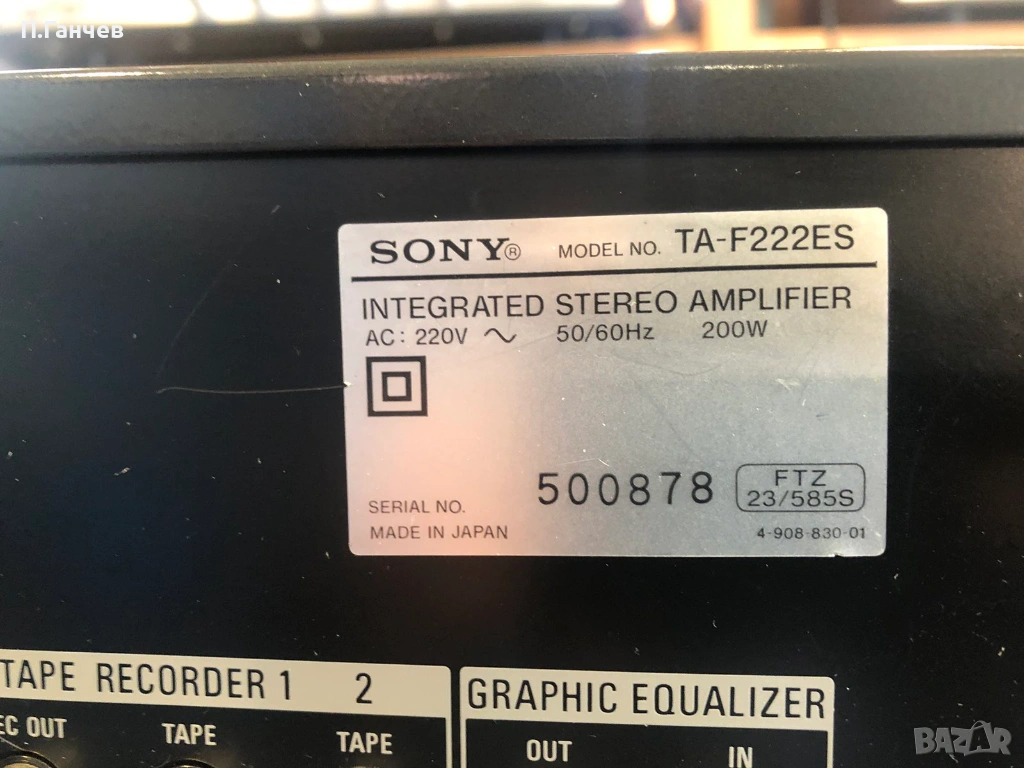 П.Ганчев
SONY® MODEL NO. TA-F222ES
INTEGRATED STEREO AMPLIFIER
AC: 220V ~ 50/60Hz 200W
500878 FTZ
23/585S
SERIAL NO.
MADE IN JAPAN 4-908-830-01
TAPE RECORDER 1 2
EC OUT TAPE TAPE
GRAPHIC EQUALIZER
OUT IN
BAZAR